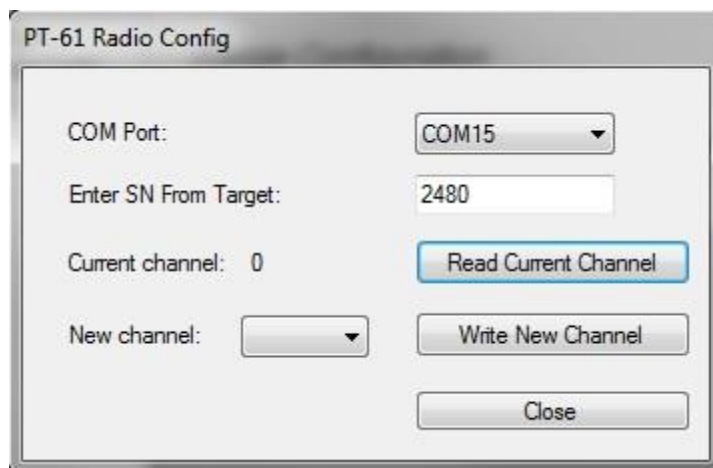 PT-61 Radio Config
COM Port: COM15
Enter SN From Target: 2480
Current channel: 0 Read Current Channel
New channel: Write New Channel
Close